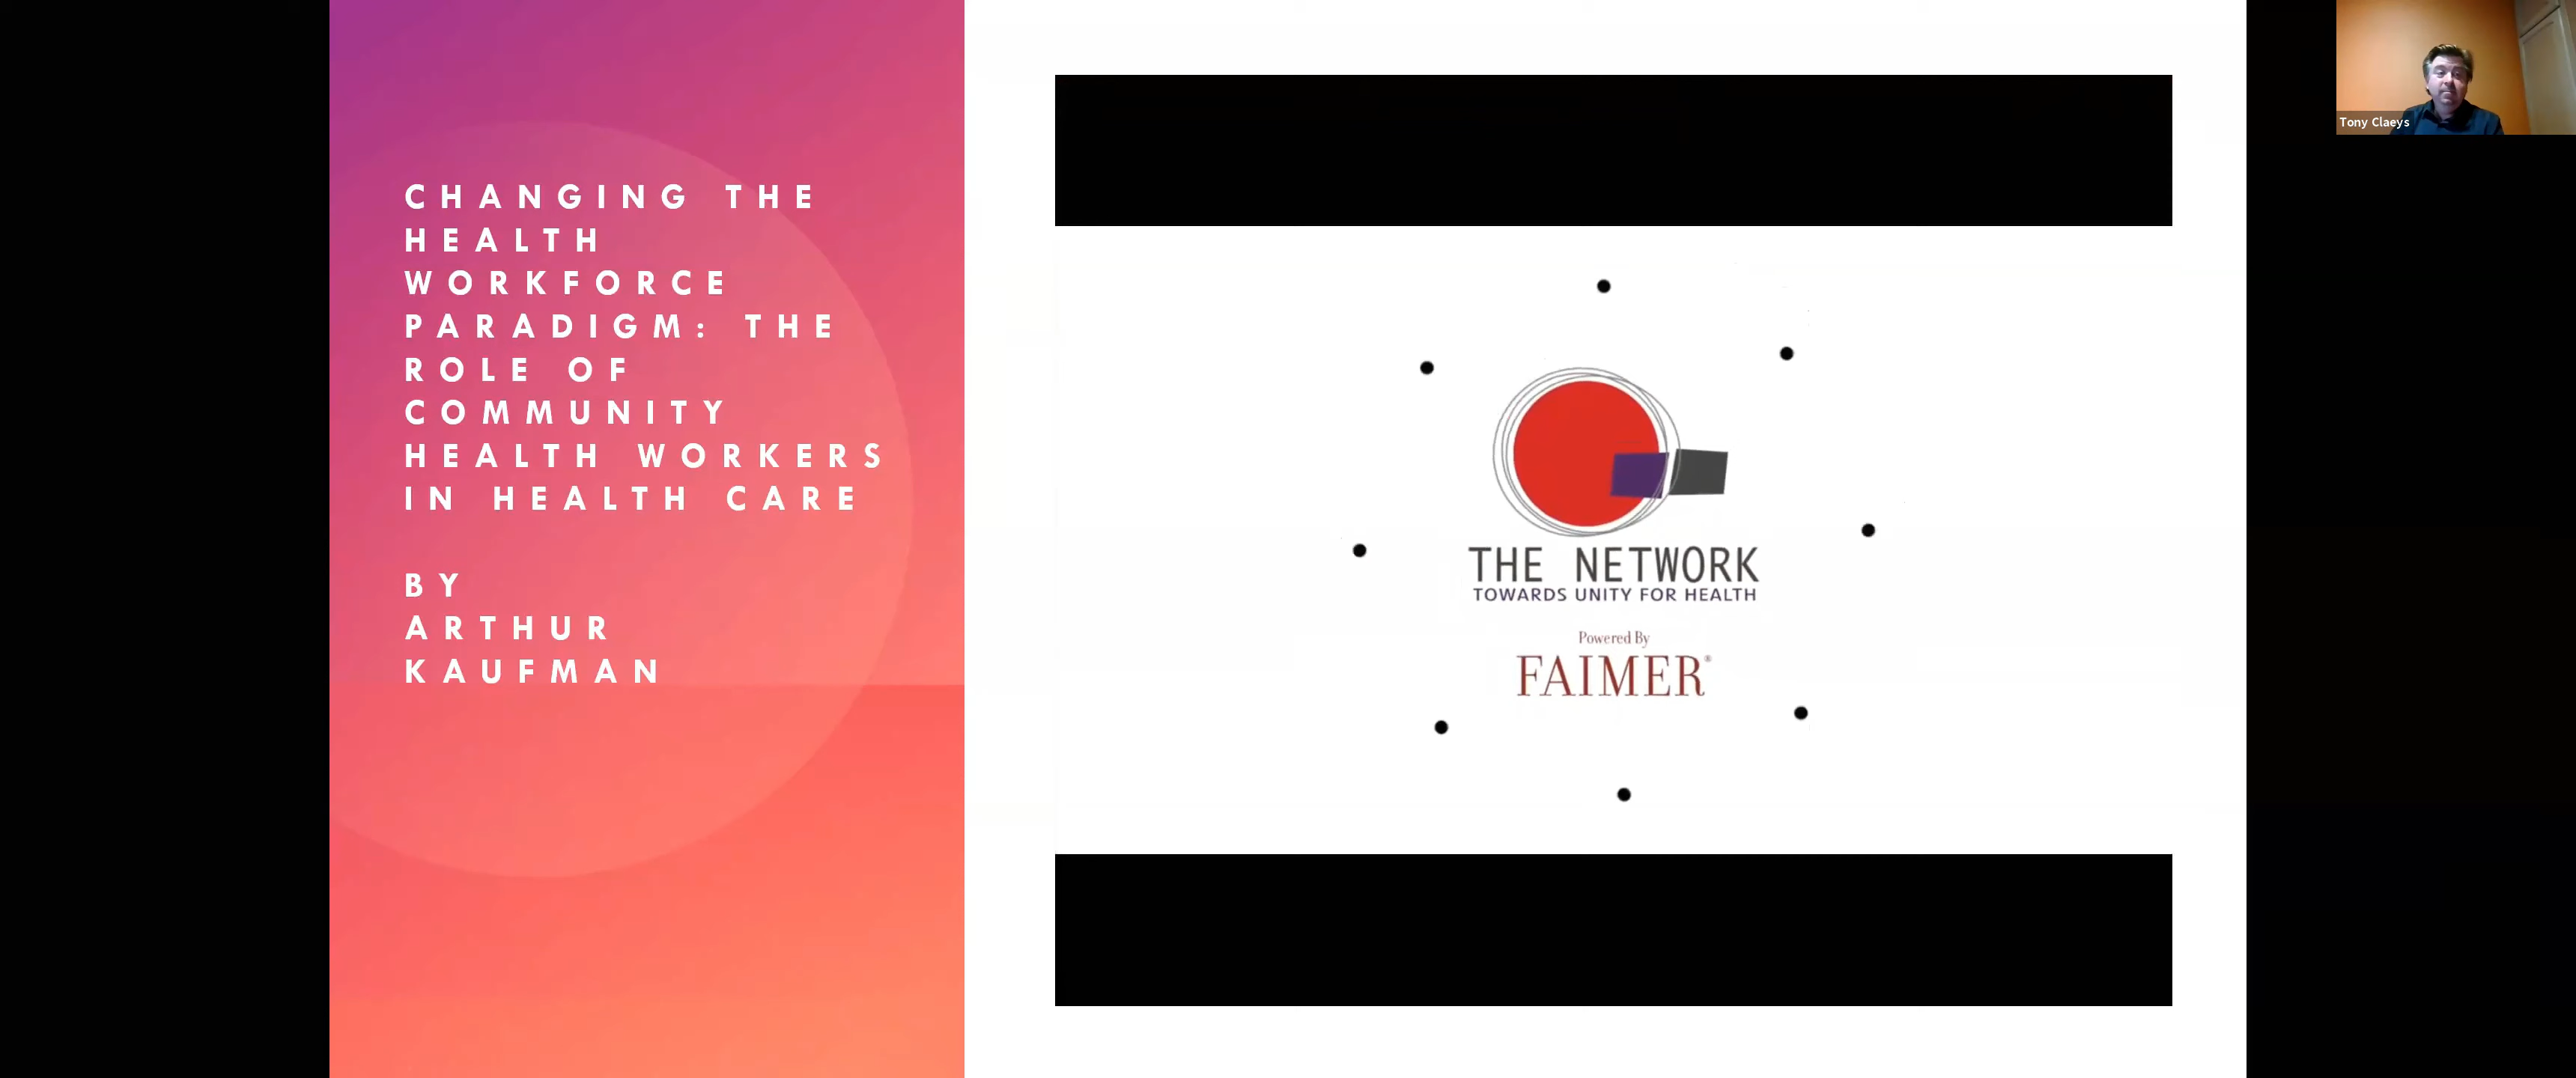 CHANGING THE
HEALTH
WORKFORCE
PARADIGM: THE
ROLE OF
COMMUNITY
HEALTH WORKERS
IN HEALTH CARE
BY
ARTHUR
KAUFMAN
THE NETWORK
TOWARDS UNITY FOR HEALTH
Powered By
FAIMER®
Tony Claeys